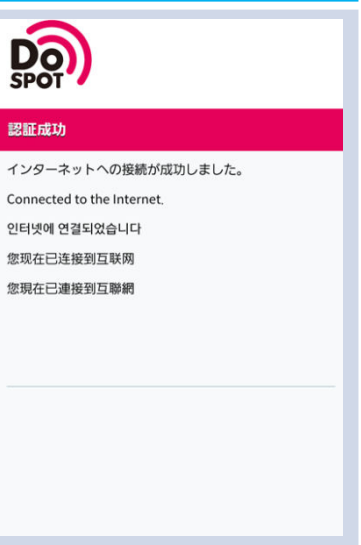 Do
SPOT
認証成功
インターネットへの接続が成功しました。
Connected to the Internet.
인터넷에 연결되었습니다
您现在已连接到互联网
您現在已連接到互聯網